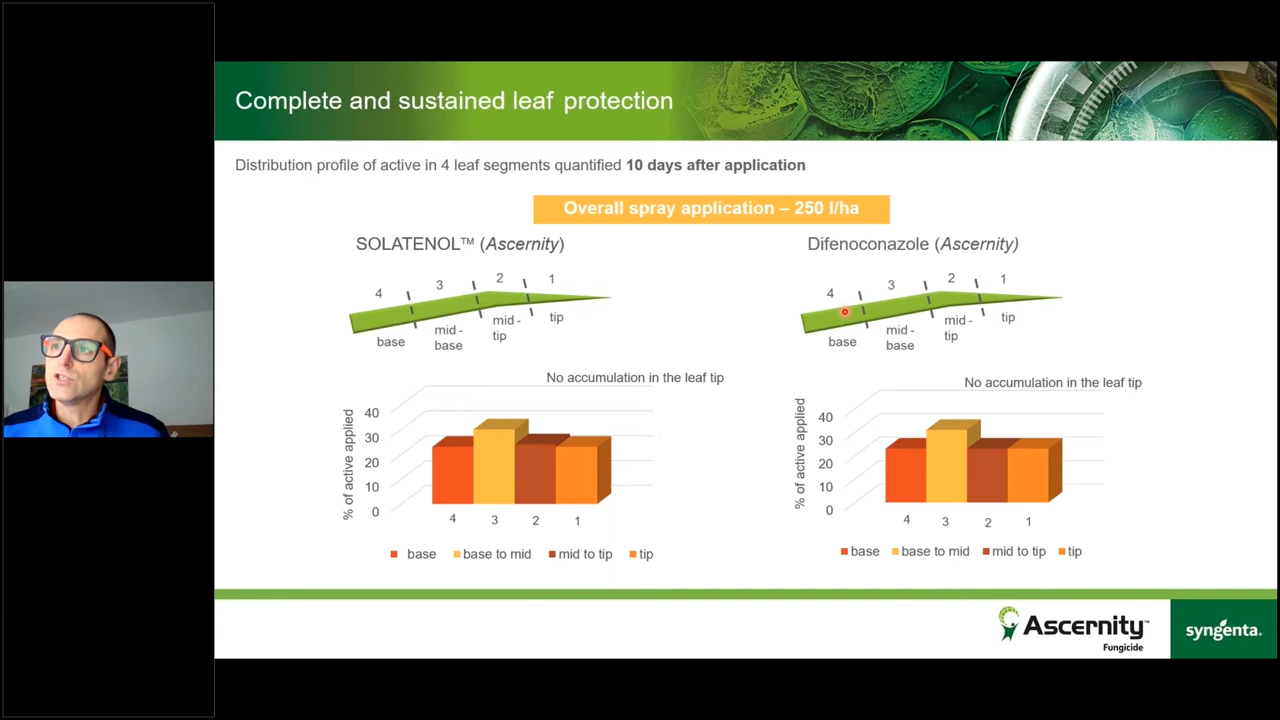 Complete and sustained leaf protection
Distribution profile of active in 4 leaf segments quantified 10 days after application
Overall spray application – 250 l/ha
SOLATENOL™ (Ascernity)
4
3
2
1
base
mid -
base
mid -
tip
tip
No accumulation in the leaf tip
% of active applied
40
30
20
10
0
4
3
2
1
base
base to mid
mid to tip
tip
Difenoconazole (Ascernity)
4
3
2
1
base
mid -
base
mid -
tip
tip
No accumulation in the leaf tip
% of active applied
40
30
20
10
0
4
3
2
1
base
base to mid
mid to tip
tip
Ascernity™
Fungicide
syngenta®